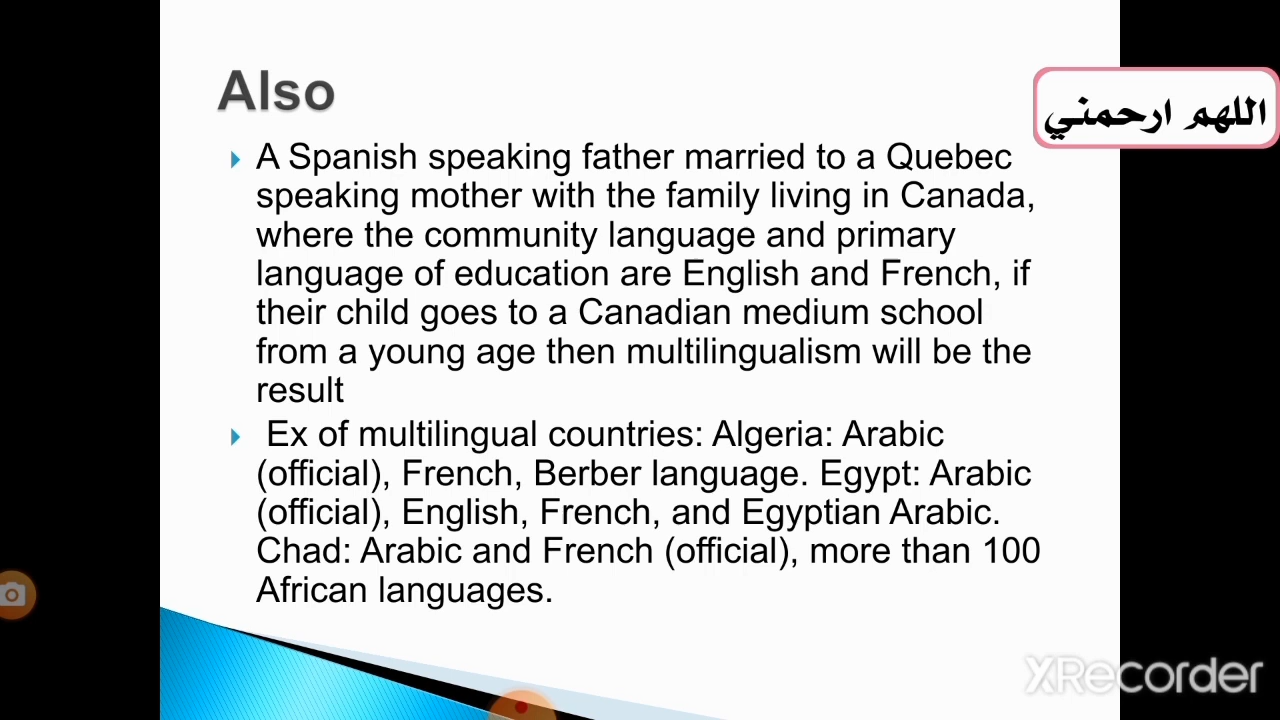 Also
اللهم ارحمني
A Spanish speaking father married to a Quebec
speaking mother with the family living in Canada,
where the community language and primary
language of education are English and French, if
their child goes to a Canadian medium school
from a young age then multilingualism will be the
result
Ex of multilingual countries: Algeria: Arabic
(official), French, Berber language. Egypt: Arabic
(official), English, French, and Egyptian Arabic.
Chad: Arabic and French (official), more than 100
African languages.
XRecorder